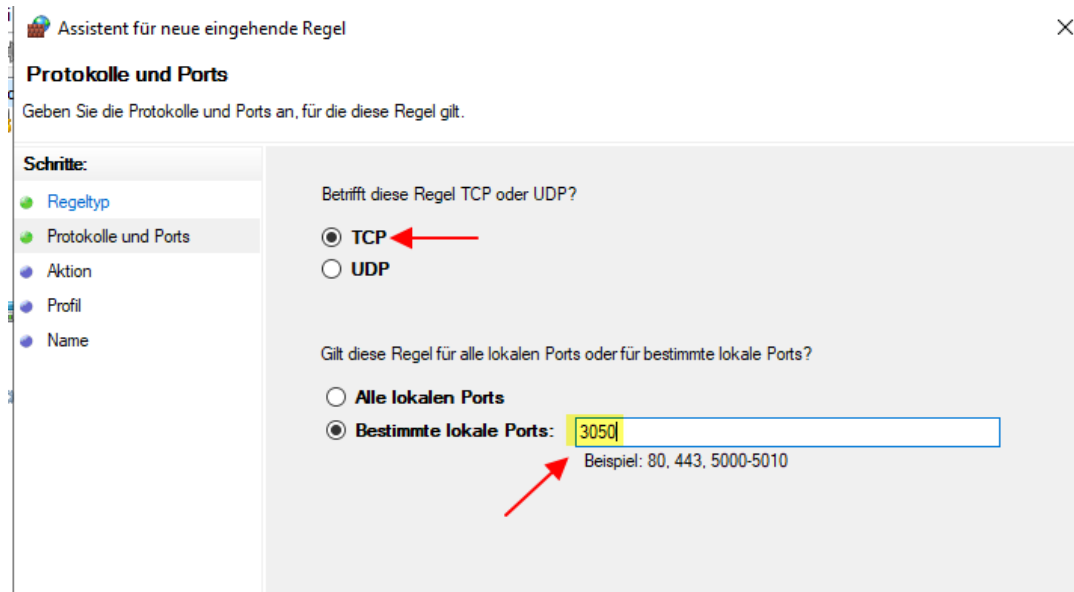 Assistent für neue eingehende Regel
Protokolle und Ports
Geben Sie die Protokolle und Ports an, für die diese Regel gilt.
Schritte:
Regeltyp
Protokolle und Ports
Aktion
Profil
Name
Betrifft diese Regel TCP oder UDP?
TCP
UDP
Gilt diese Regel für alle lokalen Ports oder für bestimmte lokale Ports?
Alle lokalen Ports
Bestimmte lokale Ports: 3050
Beispiel: 80, 443, 5000-5010